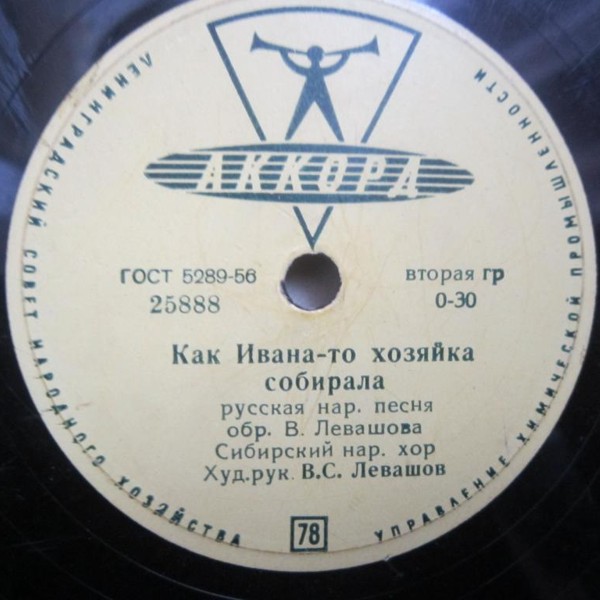 ЛЕНИНГРАДСКИЙ СОВЕТ НАРОДНОГО ХОЗЯЙСТВА
УПРАВЛЕНИЕ ХИМИЧЕСКОЙ ПРОМЫШЛЕННОСТИ
АККОРД
ГОСТ 5289-56
25888
вторая гр
0-30
Как Ивана-то хозяйка
собирала
русская нар. песня
обр. В. Левашова
Сибирский нар. хор
Худ.рук. В.С. Левашов
78